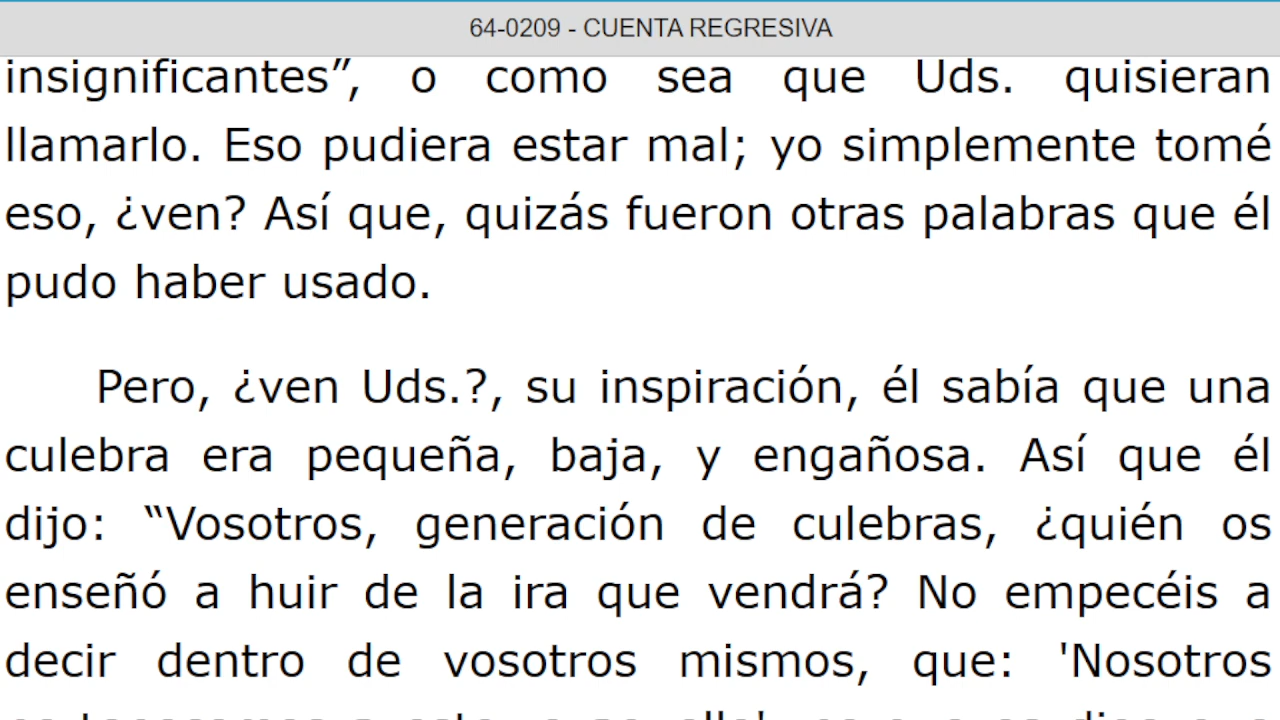 64-0209 - CUENTA REGRESIVA
insignificantes”, o como sea que Uds. quisieran
llamarlo. Eso pudiera estar mal; yo simplemente tomé
eso, ¿ven? Así que, quizás fueron otras palabras que él
pudo haber usado.
Pero, ¿ven Uds.?, su inspiración, él sabía que una
culebra era pequeña, baja, y engañosa. Así que él
dijo: “Vosotros, generación de culebras, ¿quién os
enseñó a huir de la ira que vendrá? No empecéis a
decir dentro de vosotros mismos, que: 'Nosotros